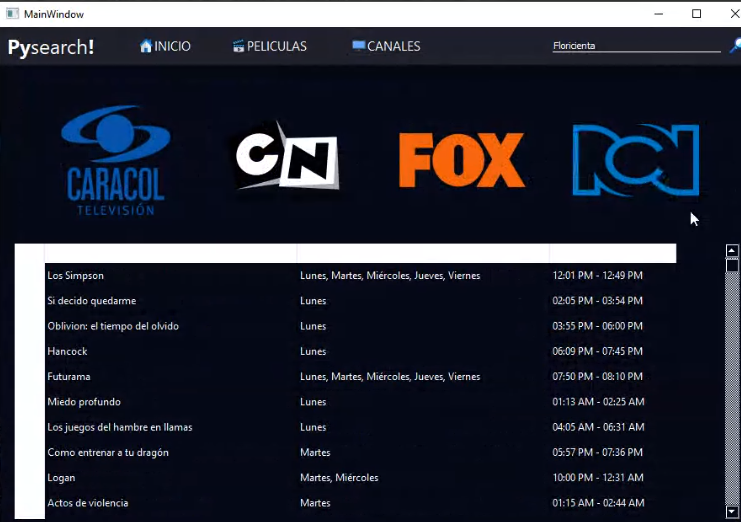 MainWindow
Pysearch! INICIO PELICULAS CANALES Floricienta
CARACOL TELEVISIÓN
CN
FOX
RCN
Los Simpson Lunes, Martes, Miércoles, Jueves, Viernes 12:01 PM - 12:49 PM
Si decido quedarme Lunes 02:05 PM - 03:54 PM
Oblivion: el tiempo del olvido Lunes 03:55 PM - 06:00 PM
Hancock Lunes 06:09 PM - 07:45 PM
Futurama Lunes, Martes, Miércoles, Jueves, Viernes 07:50 PM - 08:10 PM
Miedo profundo Lunes 01:13 AM - 02:25 AM
Los juegos del hambre en llamas Lunes 04:05 AM - 06:31 AM
Como entrenar a tu dragón Martes 05:57 PM - 07:36 PM
Logan Martes, Miércoles 10:00 PM - 12:31 AM
Actos de violencia Martes 01:15 AM - 02:44 AM